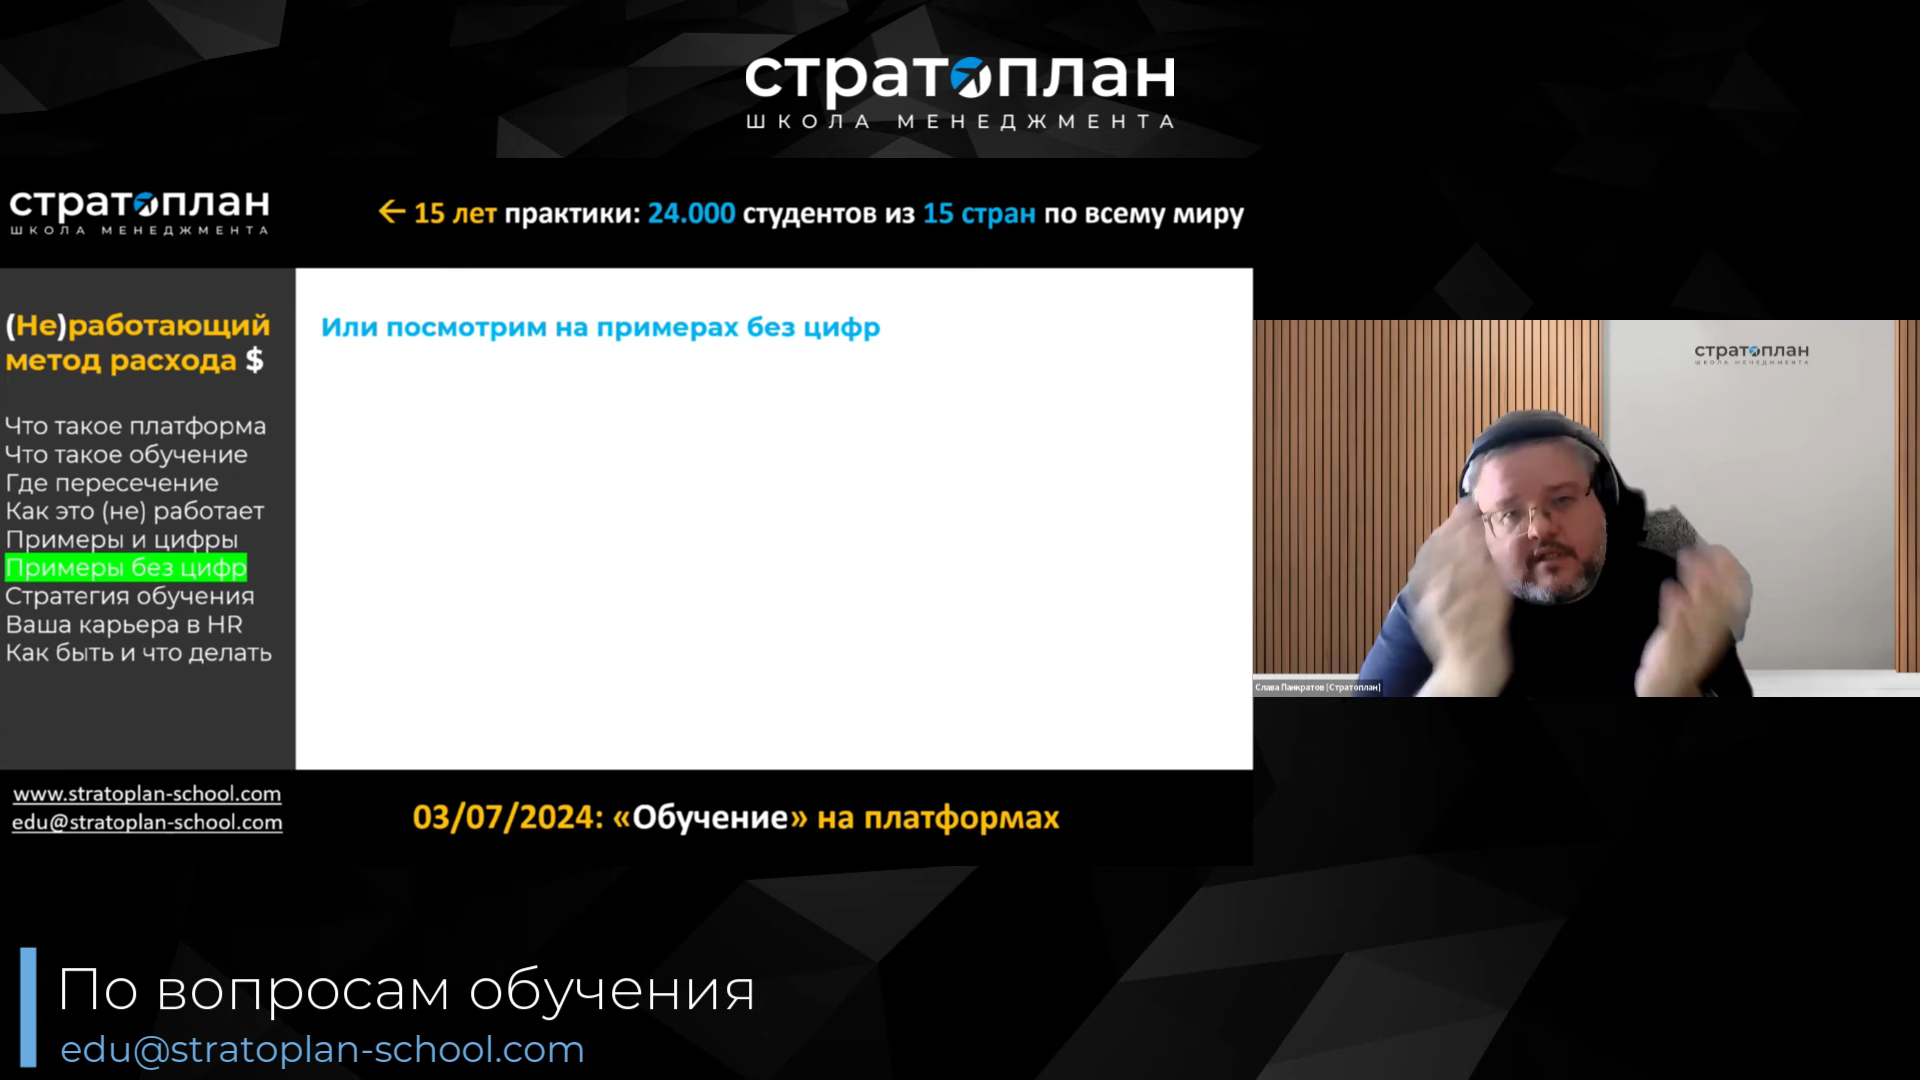 стратоплан
ШКОЛА МЕНЕДЖМЕНТА
стратоплан
ШКОЛА МЕНЕДЖМЕНТА
← 15 лет практики: 24.000 студентов из 15 стран по всему миру
(Не)работающий
метод расхода $
Что такое платформа
Что такое обучение
Где пересечение
Как это (не) работает
Примеры и цифры
Примеры без цифр
Стратегия обучения
Ваша карьера в HR
Как быть и что делать
Или посмотрим на примерах без цифр
стратоплан
ШКОЛА МЕНЕДЖМЕНТА
Слава Панкратов [Стратоплан]
www.stratoplan-school.com
edu@stratoplan-school.com
03/07/2024: «Обучение» на платформах
По вопросам обучения
edu@stratoplan-school.com